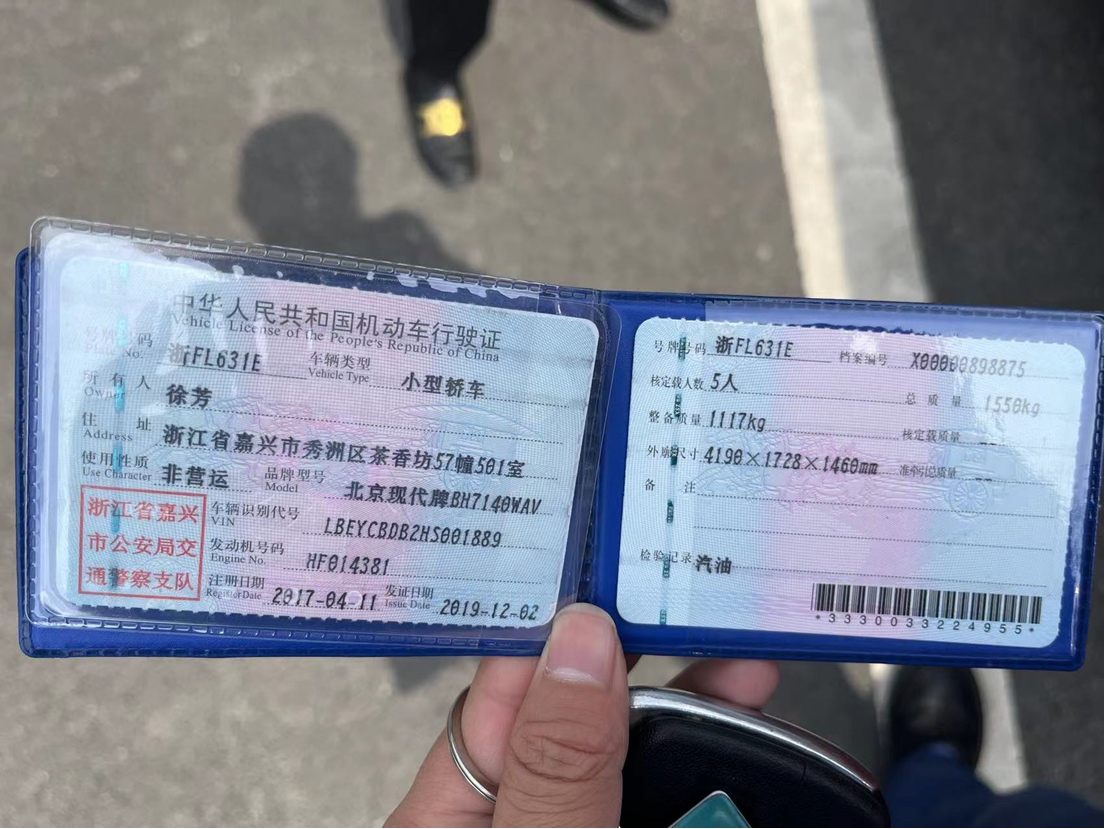 中华人民共和国机动车行驶证
Vehicle License of the People's Republic of China
号牌号码 浙FL631E 车辆类型 小型轿车
Plate No. Vehicle Type
所有人 徐芳
Owner
住址 浙江省嘉兴市秀洲区茶香坊57幢501室
Address
使用性质 非营运 品牌型号 北京现代牌BH7140WAV
Use Character Model
浙江省嘉兴
市公安局交
通警察支队
车辆识别代号 LBEYCBDB2HS001889
VIN
发动机号码 HF014381
Engine No.
注册日期 2017-04-11 发证日期 2019-12-02
Register Date Issue Date
号牌号码 浙FL631E 档案编号 X00000898875
核定载人数 5人 总质量 1550kg
整备质量 1117kg 核定载质量 --
外廓尺寸 4190×1728×1460mm 准牵引总质量 --
备注
检验记录 汽油
*3330033224955*